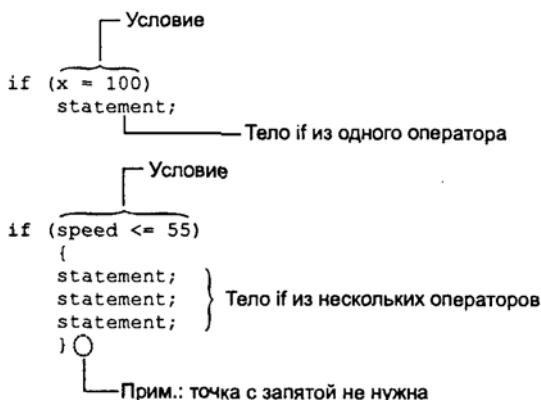 Условие
if (x = 100)
statement;
Тело if из одного оператора
Условие
if (speed <= 55)
{
statement;
statement;
statement;
Тело if из нескольких операторов
}
Прим.: точка с запятой не нужна